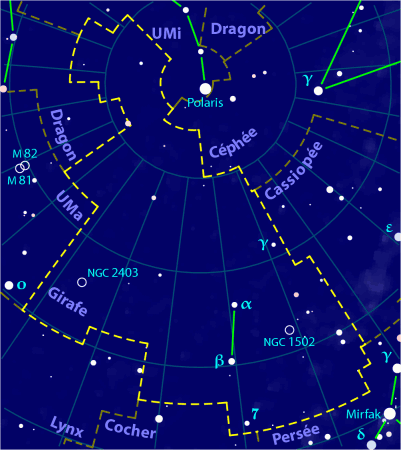 UMi
Dragon
γ
Polaris
Céphée
Dragon
Cassiopée
M 82
M 81
UMa
γ
ε
NGC 2403
ο
Girafe
α
NGC 1502
β
γ
7
Mirfak
Lynx
Cocher
Persée
δ